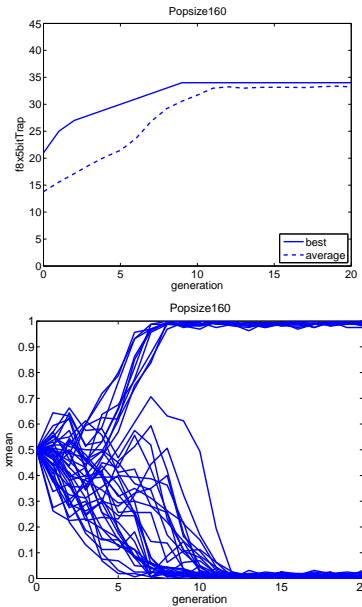 Popsize160
45
40
35
30
25
20
15
10
5
0
f8x5bitTrap
0 5 10 15 20
generation
best
average
Popsize160
1
0.9
0.8
0.7
0.6
0.5
0.4
0.3
0.2
0.1
0
xmean
0 5 10 15 20
generation